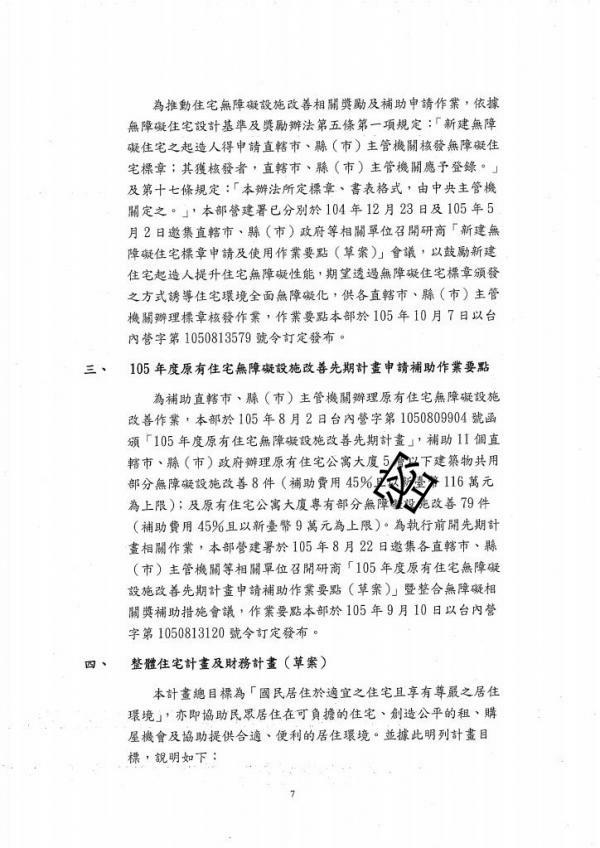 為推動住宅無障礙設施改善相關獎勵及補助申請作業，依據
無障礙住宅設計基準及獎勵辦法第五條第一項規定：「新建無障
礙住宅之起造人得申請直轄市、縣（市）主管機關核發無障礙住
宅標章；其獲核發者，直轄市、縣（市）主管機關應予登錄。」
及第十七條規定：「本辦法所定標章、書表格式，由中央主管機
關定之。」，本部營建署已分別於 104 年 12 月 23 日及 105 年 5
月 2 日邀集直轄市、縣（市）政府等相關單位召開研商「新建無
障礙住宅標章申請及使用作業要點（草案）」會議，以鼓勵新建
住宅起造人提升住宅無障礙性能，期望透過無障礙住宅標章頒發
之方式誘導住宅環境全面無障礙化，供各直轄市、縣（市）主管
機關辦理標章核發作業，作業要點本部於 105 年 10 月 7 日以台
內營字第 1050813579 號令訂定發布。
三、 105 年度原有住宅無障礙設施改善先期計畫申請補助作業要點
為補助直轄市、縣（市）主管機關辦理原有住宅無障礙設施
改善作業，本部於 105 年 8 月 2 日台內營字第 1050809904 號函
頒「105 年度原有住宅無障礙設施改善先期計畫」，補助 11 個直
轄市、縣（市）政府辦理原有住宅公寓大廈 5 層以下建築物共用
部分無障礙設施改善 8 件（補助費用 45%且以新臺幣 116 萬元
為上限）；及原有住宅公寓大廈專有部分無障礙設施改善 79 件
（補助費用 45%且以新臺幣 9 萬元為上限）。為執行前開先期計
畫相關作業，本部營建署於 105 年 8 月 22 日邀集各直轄市、縣
（市）主管機關等相關單位召開研商「105 年度原有住宅無障礙
設施改善先期計畫申請補助作業要點（草案）」暨整合無障礙相
關獎補助措施會議，作業要點本部於 105 年 9 月 10 日以台內營
字第 1050813120 號令訂定發布。
四、 整體住宅計畫及財務計畫（草案）
本計畫總目標為「國民居住於適宜之住宅且享有尊嚴之居住
環境」，亦即協助民眾居住在可負擔的住宅、創造公平的租、購
屋機會及協助提供合適、便利的居住環境。並據此明列計畫目
標，說明如下：
7